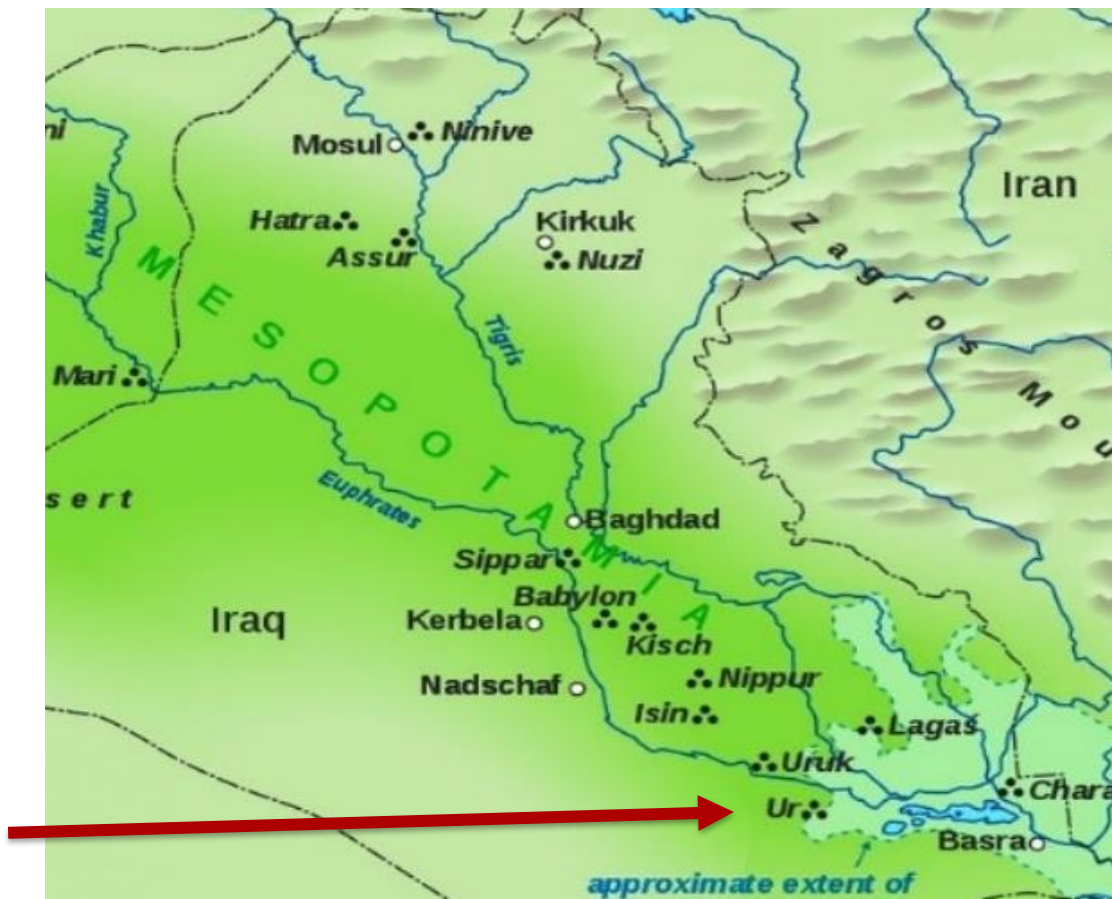 ni
Mosul
Ninive
Iran
Khabur
Hatra
Assur
Kirkuk
Nuzi
Zagros Mou
MESOPOTAMIA
Tigris
Mari
sert
Euphrates
Baghdad
Sippar
Babylon
Iraq
Kerbela
Kisch
Nadschaf
Nippur
Isin
Lagaš
Uruk
Ur
Chara
Basra
approximate extent of